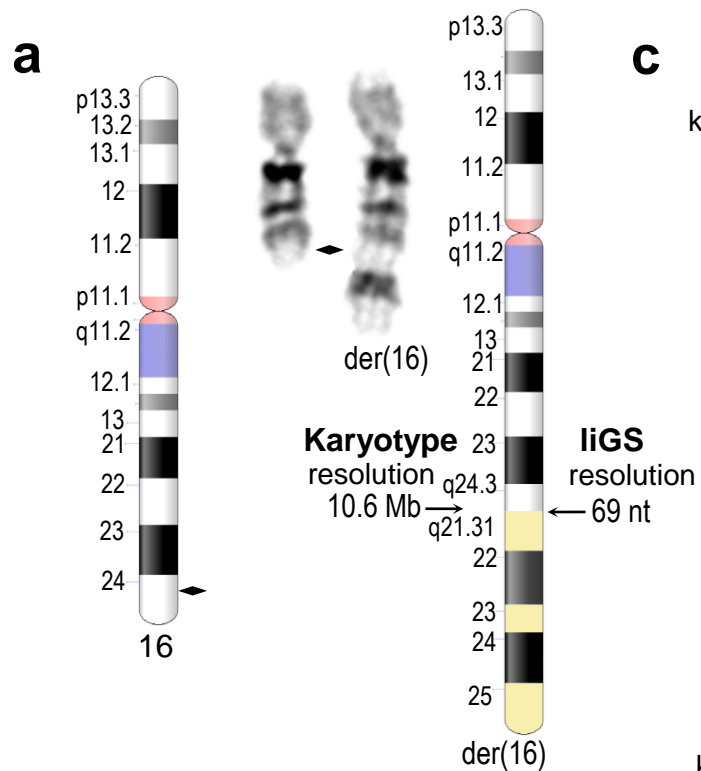 a
p13.3
13.2
13.1
12
11.2
p11.1
q11.2
12.1
13
21
22
23
24
16
der(16)
Karyotype
resolution
10.6 Mb
liGS
resolution
69 nt
p13.3
13.1
12
11.2
p11.1
q11.2
12.1
13
21
22
23
q24.3
q21.31
22
23
24
25
der(16)
c
k
k